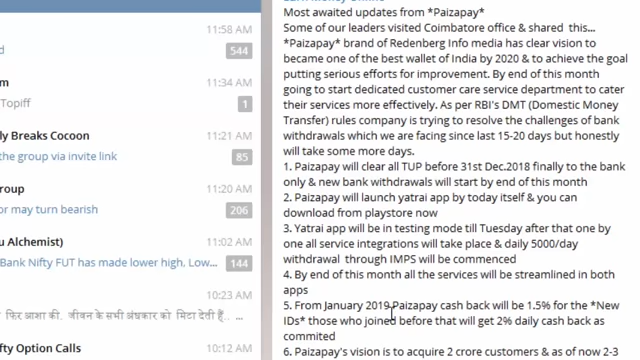 11:58 AM
544
11:34 AM
Topiff
1
ly Breaks Cocoon
11:21 AM
the group via invite link
85
roup
11:20 AM
or may turn bearish
206
u Alchemist)
11:02 AM
Bank Nifty FUT has made lower high, Low...
144
10:23 AM
फिर आशा की. जीवन के सभी अंधकार को मिटा देती हैं..
fty Option Calls
10:12 AM
Most awaited updates from *Paizapay*
Some of our leaders visited Coimbatore office & shared this...
*Paizapay* brand of Redenberg Info media has clear vision to
became one of the best wallet of India by 2020 & to achieve the goal
putting serious efforts for improvement. By end of this month
going to start dedicated customer care service department to cater
their services more effectively. As per RBI's DMT (Domestic Money
Transfer) rules company is trying to resolve the challenges of bank
withdrawals which we are facing since last 15-20 days but honestly
will take some more days.
1. Paizapay will clear all TUP before 31st Dec.2018 finally to the bank
only & new bank withdrawals will start by end of this month
2. Paizapay will launch yatrai app by today itself & you can
download from playstore now
3. Yatrai app will be in testing mode till Tuesday after that one by
one all service integrations will take place & daily 5000/day
withdrawal through IMPS will be commenced
4. By end of this month all the services will be streamlined in both
apps
5. From January 2019 Paizapay cash back will be 1.5% for the *New
IDs* those who joined before that will get 2% daily cash back as
commited
6. Paizapay's vision is to acquire 2 crore customers & as of now 2-3